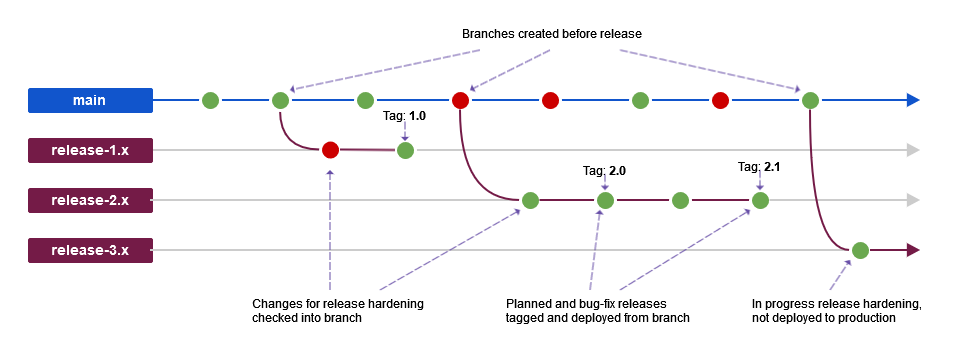 Branches created before release
main
Tag: 1.0
release-1.x
Tag: 2.0
Tag: 2.1
release-2.x
release-3.x
Changes for release hardening
checked into branch
Planned and bug-fix releases
tagged and deployed from branch
In progress release hardening,
not deployed to production